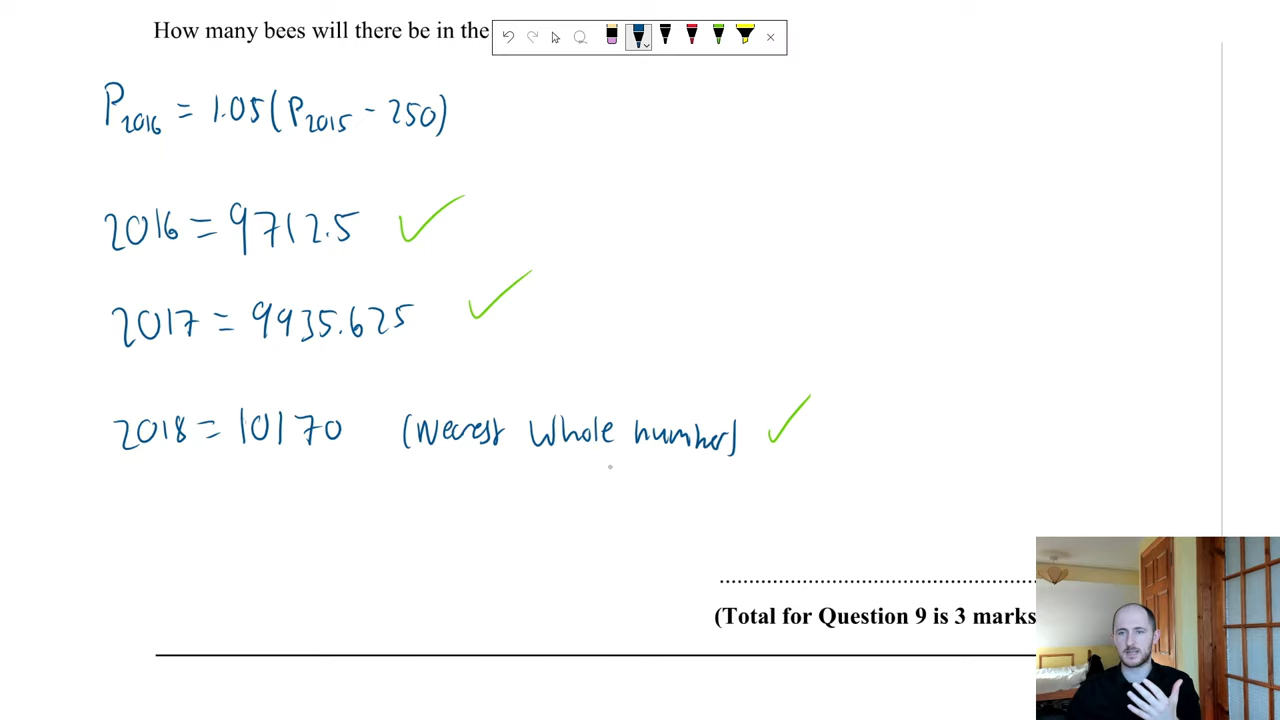 How many bees will there be in the
P2016 = 1.05(P2015 - 250)
2016 = 9712.5
2017 = 9935.625
2018 = 10170 (Nearest whole number)
(Total for Question 9 is 3 marks